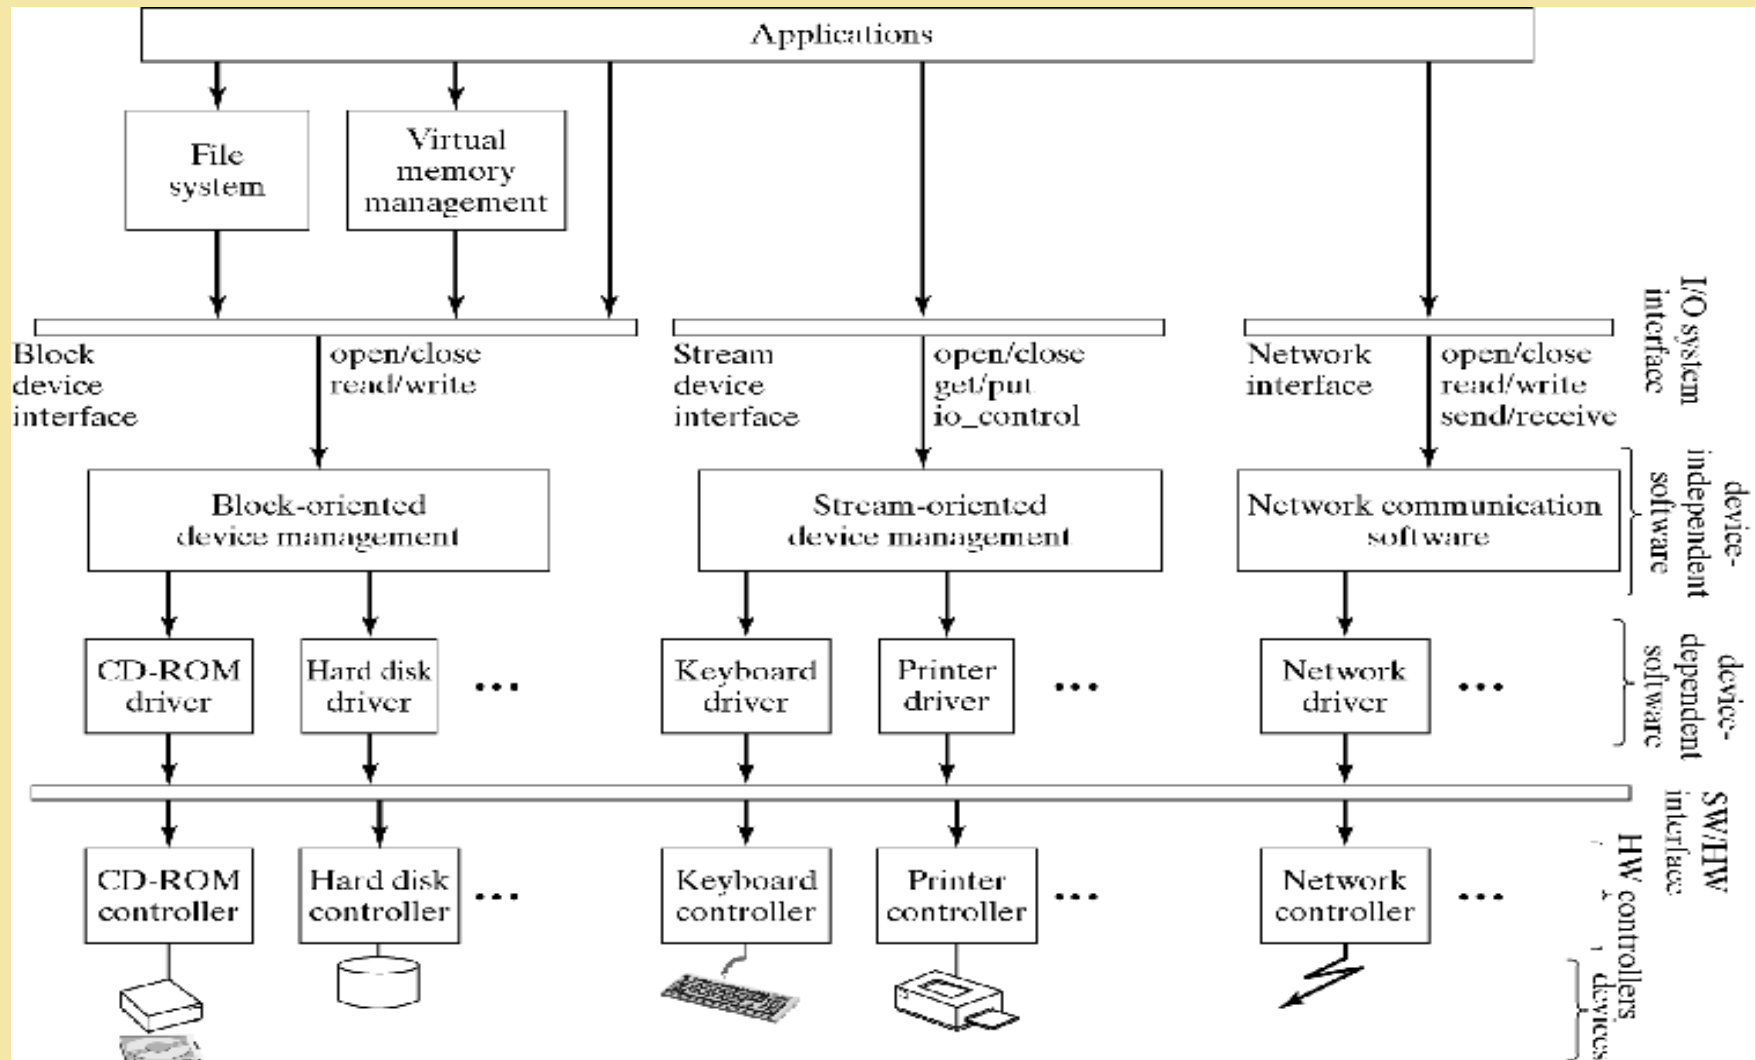 Applications
File
system
Virtual
memory
management
I/O system
interface
Block
device
interface
open/close
read/write
Stream
device
interface
open/close
get/put
io_control
Network
interface
open/close
read/write
send/receive
Block-oriented
device management
Stream-oriented
device management
Network communication
software
device-
independent
software
CD-ROM
driver
Hard disk
driver
•••
Keyboard
driver
Printer
driver
•••
Network
driver
•••
device-
dependent
software
SW/HW
interface
CD-ROM
controller
Hard disk
controller
•••
Keyboard
controller
Printer
controller
•••
Network
controller
•••
HW controllers
devices